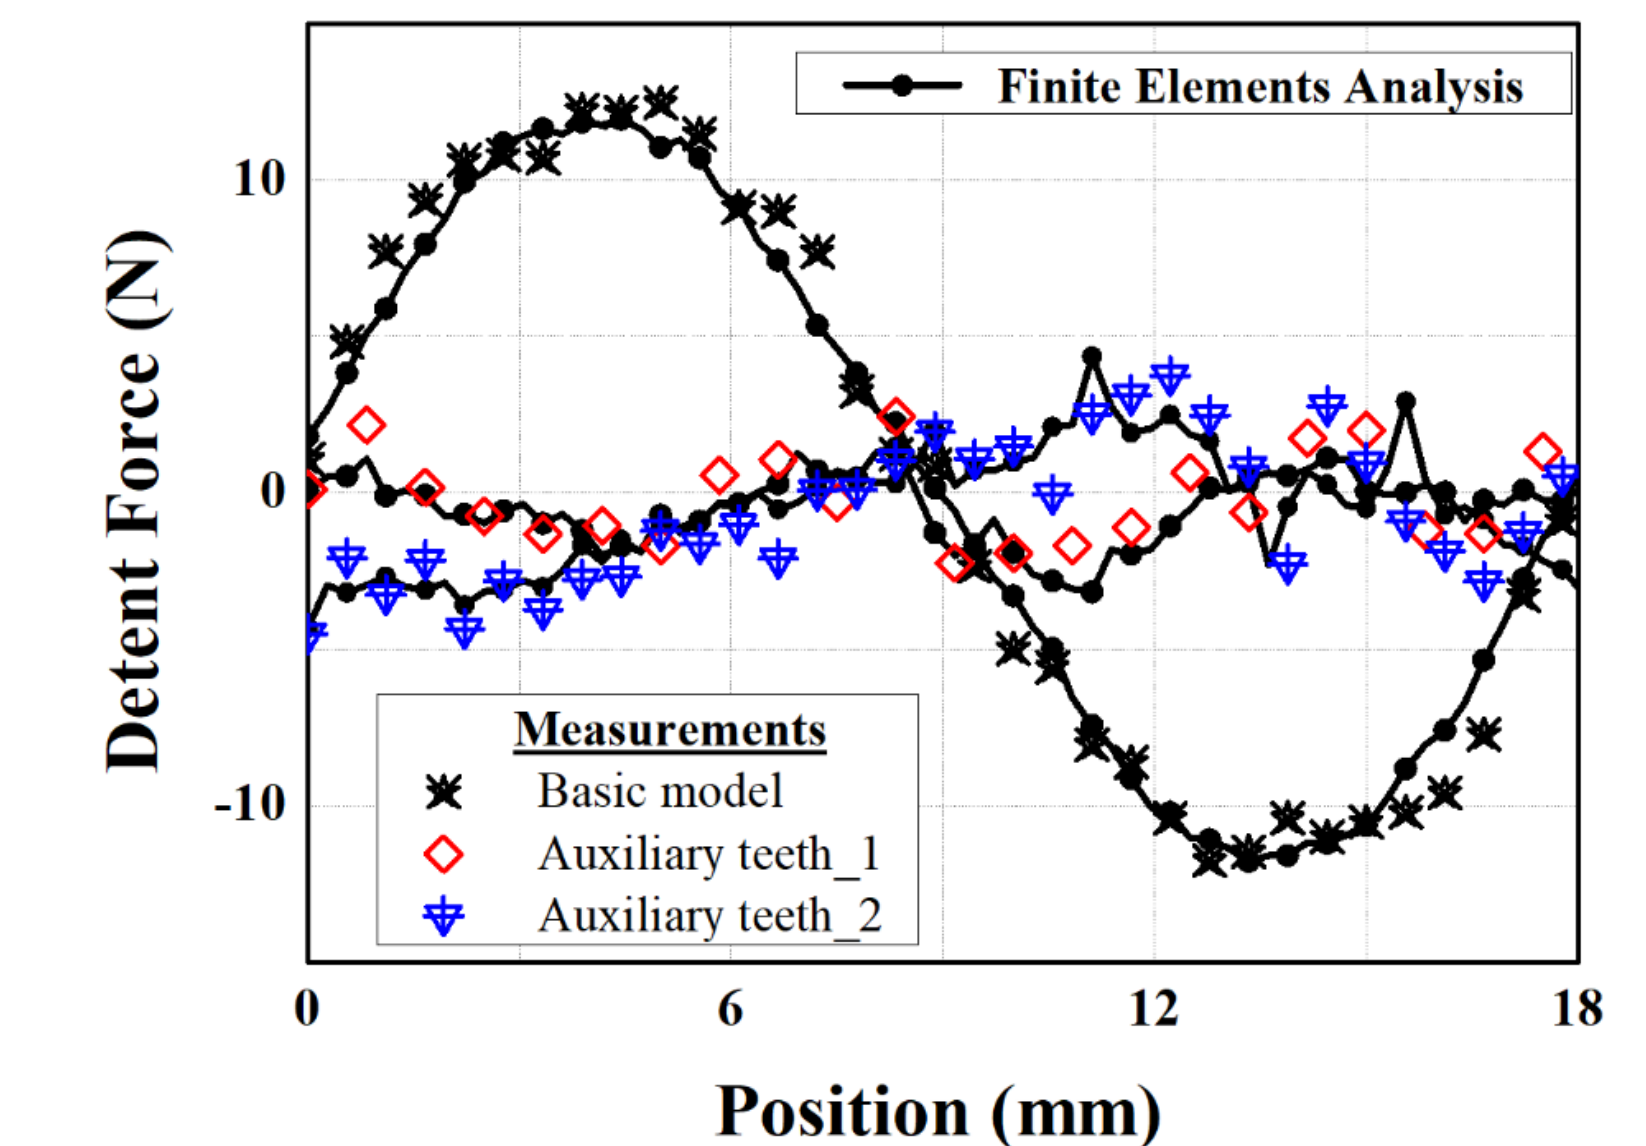 Finite Elements Analysis
10
0
-10
Detent Force (N)
Measurements
Basic model
Auxiliary teeth_1
Auxiliary teeth_2
0 6 12 18
Position (mm)